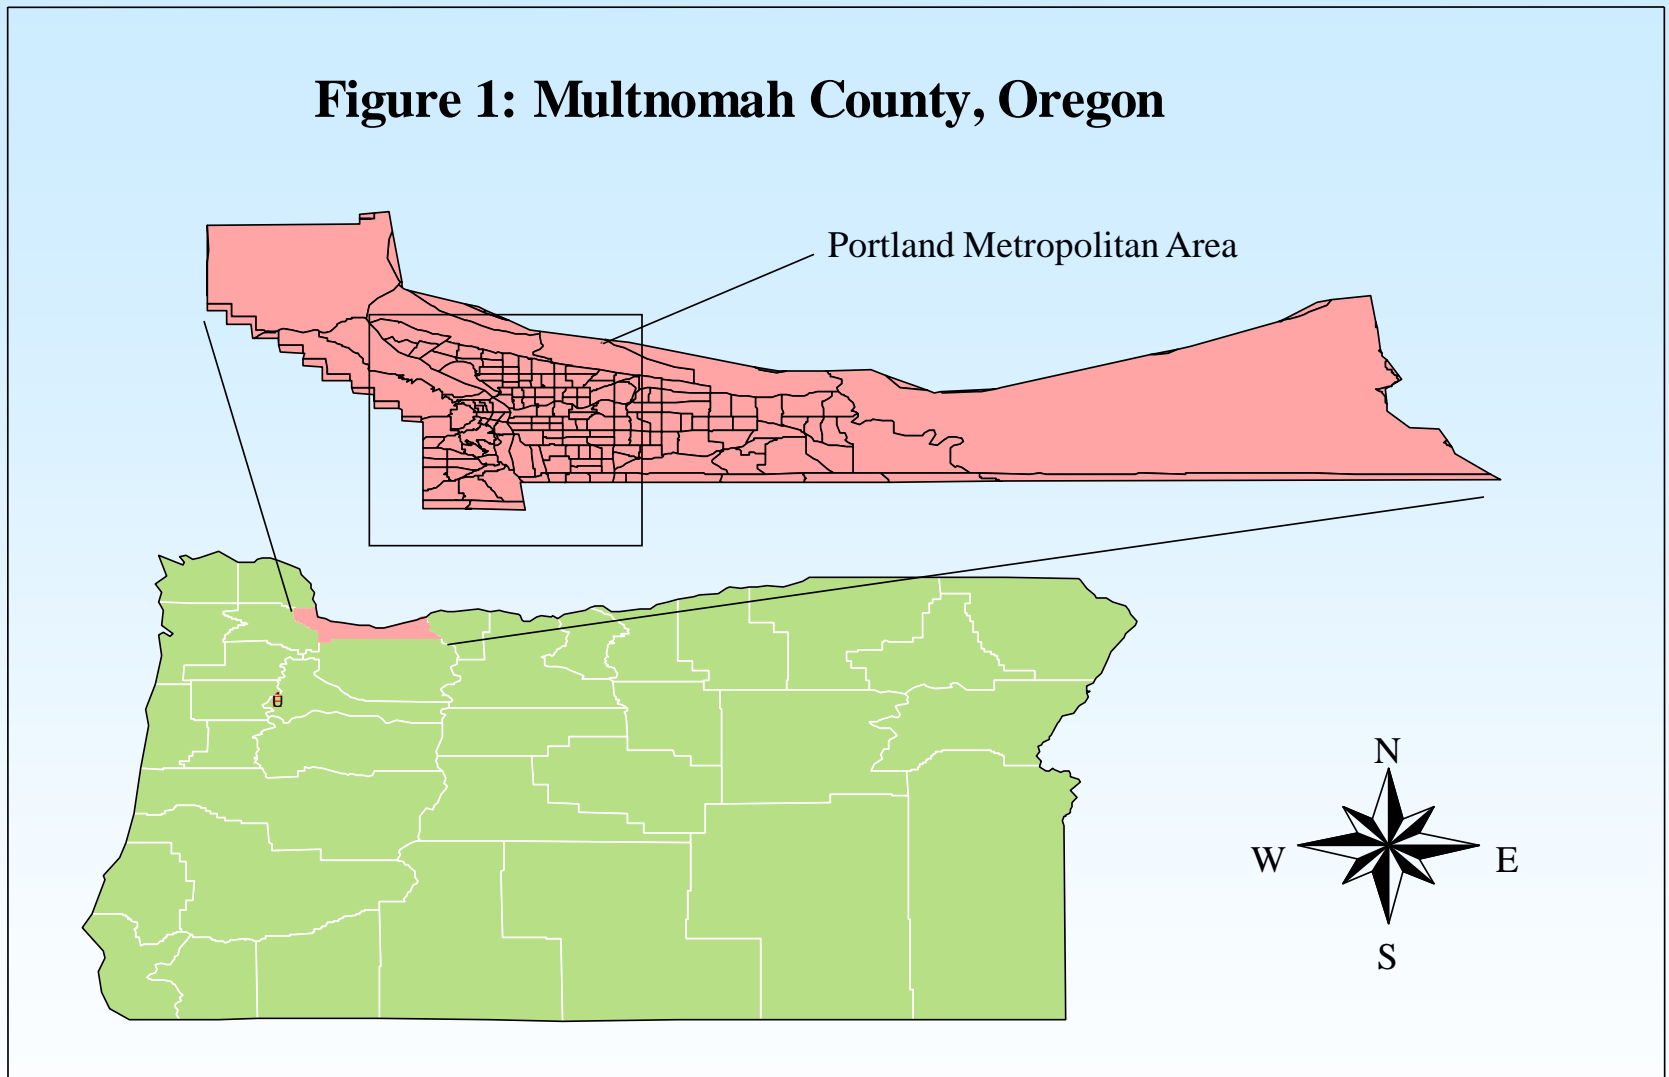 Figure 1: Multnomah County, Oregon
Portland Metropolitan Area
N
W
E
S